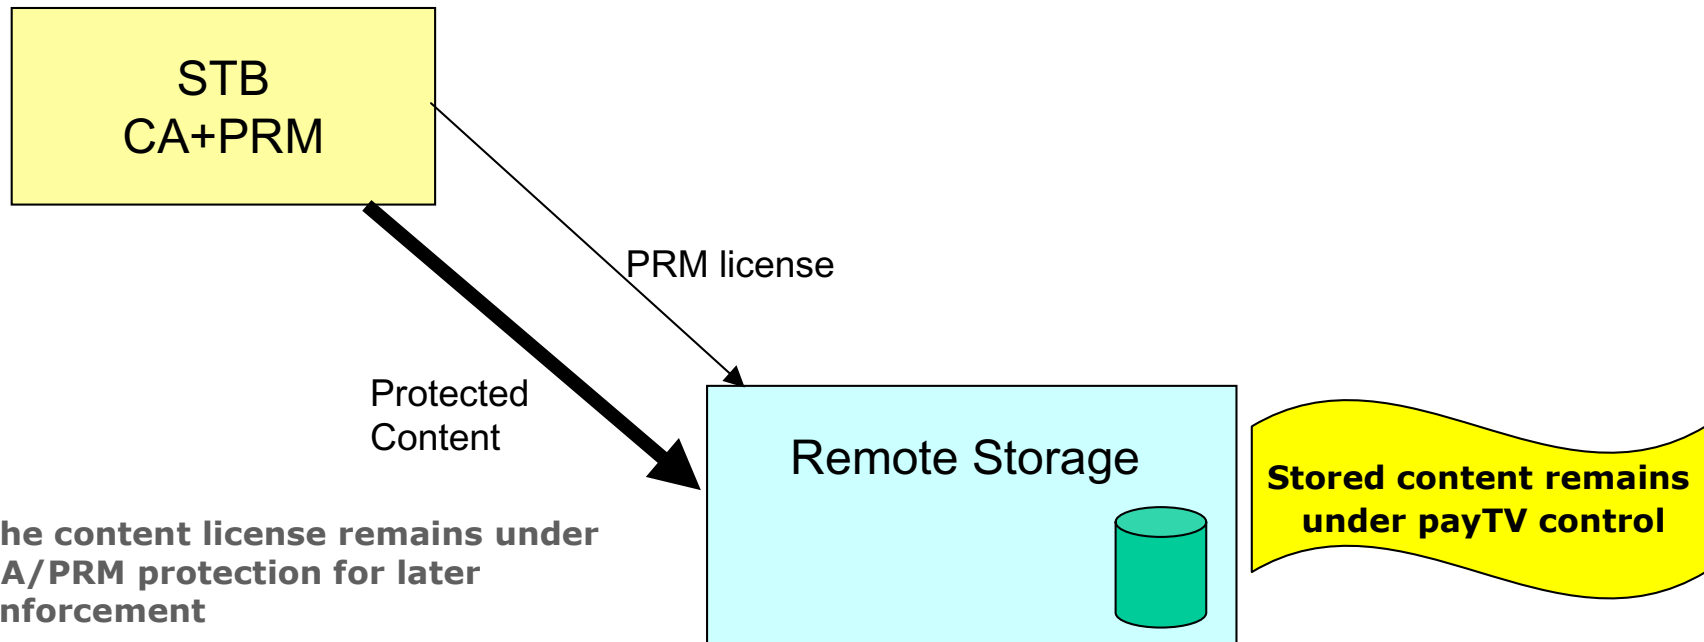 STB
CA+PRM
PRM license
Protected
Content
Remote Storage
Stored content remains
under payTV control
he content license remains under
A/PRM protection for later
nforcement